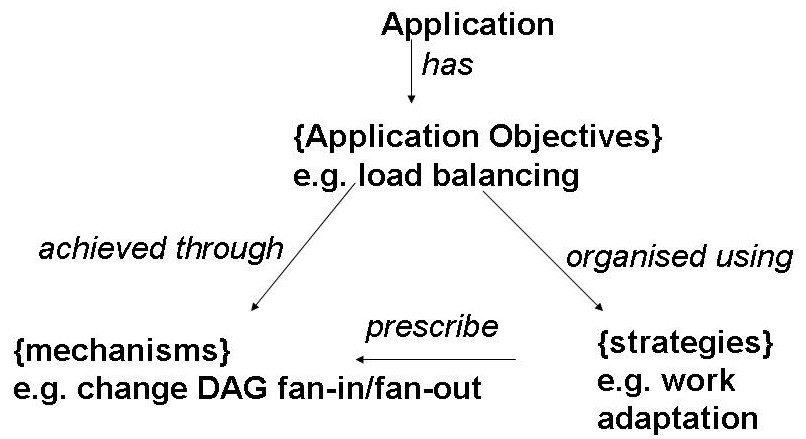 Application
has
{Application Objectives}
e.g. load balancing
achieved through
organised using
prescribe
{mechanisms}
e.g. change DAG fan-in/fan-out
{strategies}
e.g. work
adaptation